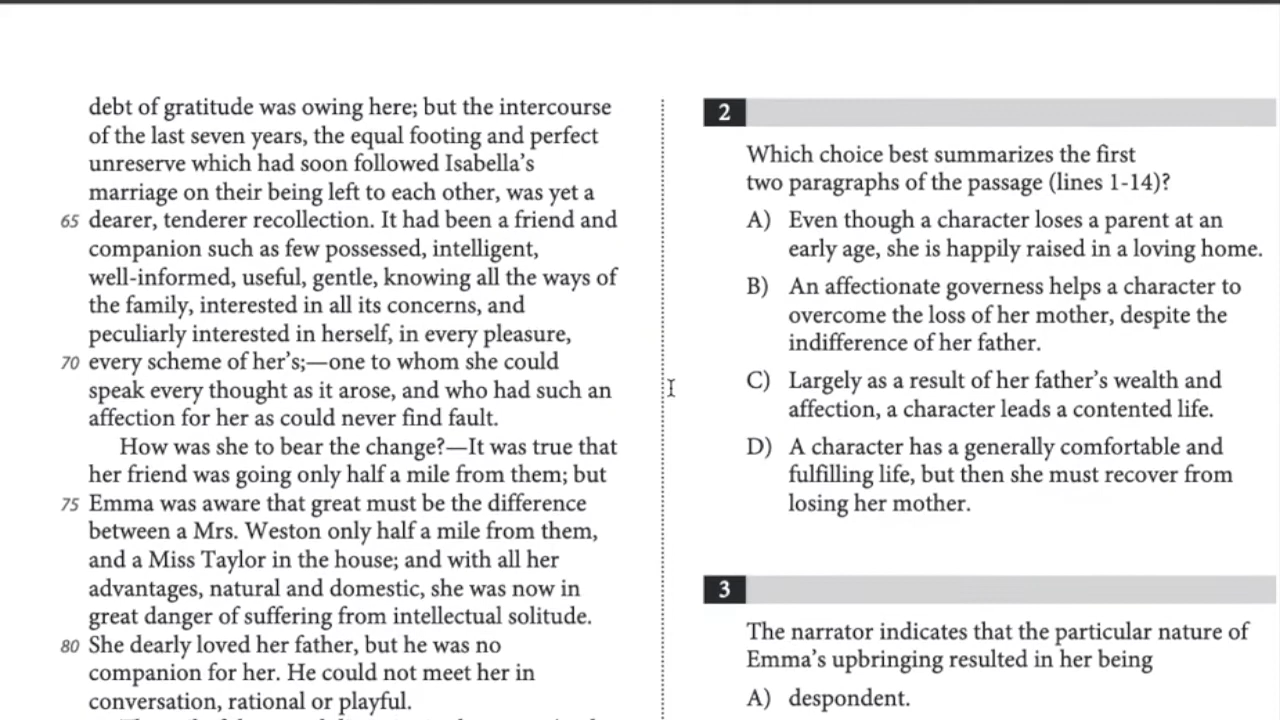 debt of gratitude was owing here; but the intercourse
of the last seven years, the equal footing and perfect
unreserve which had soon followed Isabella's
marriage on their being left to each other, was yet a
65 dearer, tenderer recollection. It had been a friend and
companion such as few possessed, intelligent,
well-informed, useful, gentle, knowing all the ways of
the family, interested in all its concerns, and
peculiarly interested in herself, in every pleasure,
70 every scheme of her's;—one to whom she could
speak every thought as it arose, and who had such an
affection for her as could never find fault.
How was she to bear the change?—It was true that
her friend was going only half a mile from them; but
75 Emma was aware that great must be the difference
between a Mrs. Weston only half a mile from them,
and a Miss Taylor in the house; and with all her
advantages, natural and domestic, she was now in
great danger of suffering from intellectual solitude.
80 She dearly loved her father, but he was no
companion for her. He could not meet her in
conversation, rational or playful.
2
Which choice best summarizes the first
two paragraphs of the passage (lines 1-14)?
A) Even though a character loses a parent at an
early age, she is happily raised in a loving home.
B) An affectionate governess helps a character to
overcome the loss of her mother, despite the
indifference of her father.
C) Largely as a result of her father's wealth and
affection, a character leads a contented life.
D) A character has a generally comfortable and
fulfilling life, but then she must recover from
losing her mother.
3
The narrator indicates that the particular nature of
Emma's upbringing resulted in her being
A) despondent.